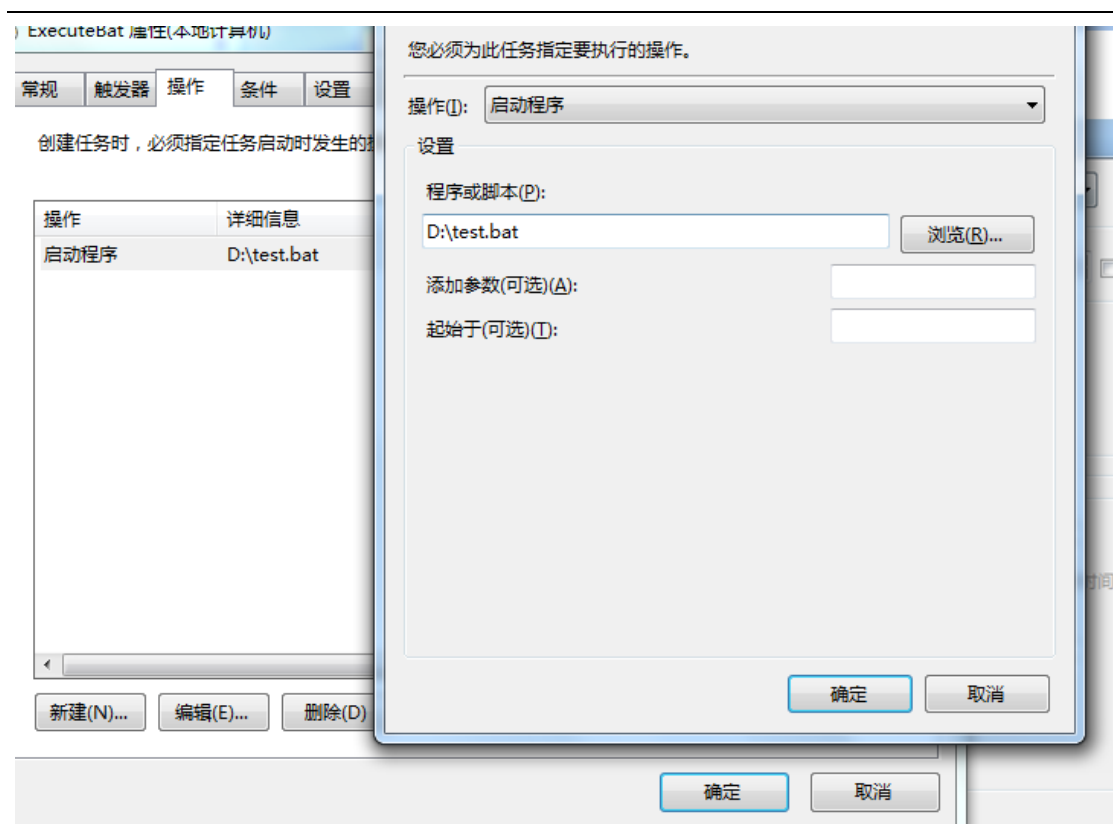 ExecuteBat 属性(本地计算机)
常规 触发器 操作 条件 设置
创建任务时，必须指定任务启动时发生的
操作 详细信息
启动程序 D:\test.bat
新建(N)... 编辑(E)... 删除(D)
您必须为此任务指定要执行的操作。
操作(I): 启动程序
设置
程序或脚本(P):
D:\test.bat 浏览(R)...
添加参数(可选)(A):
起始于(可选)(T):
确定 取消
时间
确定 取消